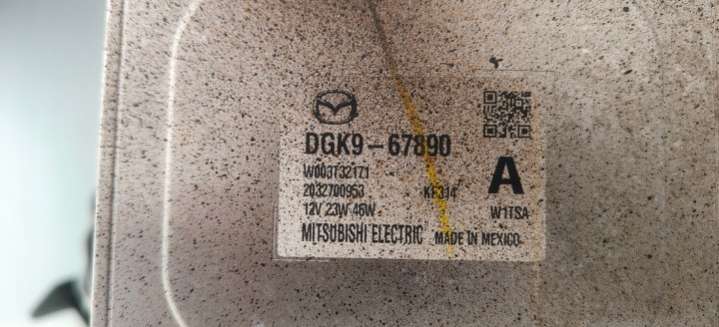 DGK9-67890
W003T32171
2032700953 KF314
12V 23W 46W
A
W1TSA
MITSUBISHI ELECTRIC MADE IN MEXICO